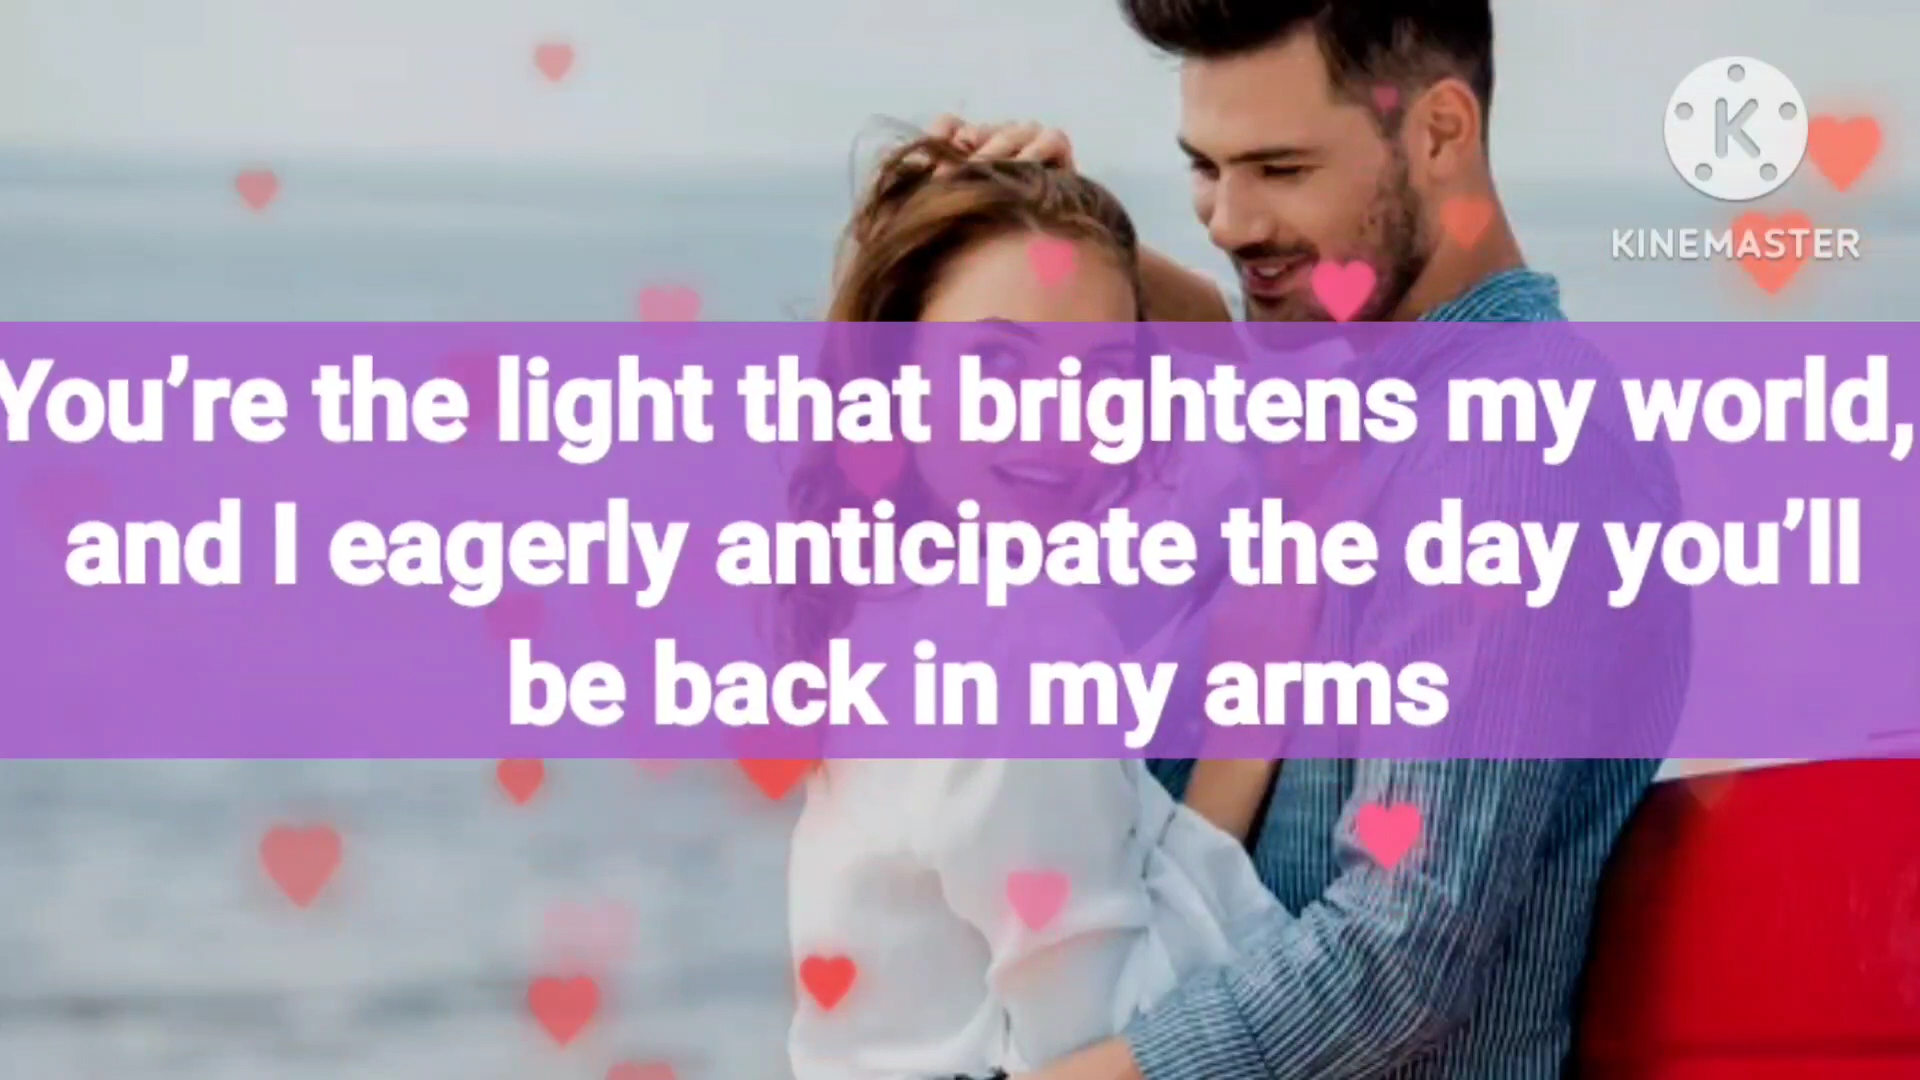 K
KINEMASTER
You’re the light that brightens my world,
and I eagerly anticipate the day you’ll
be back in my arms